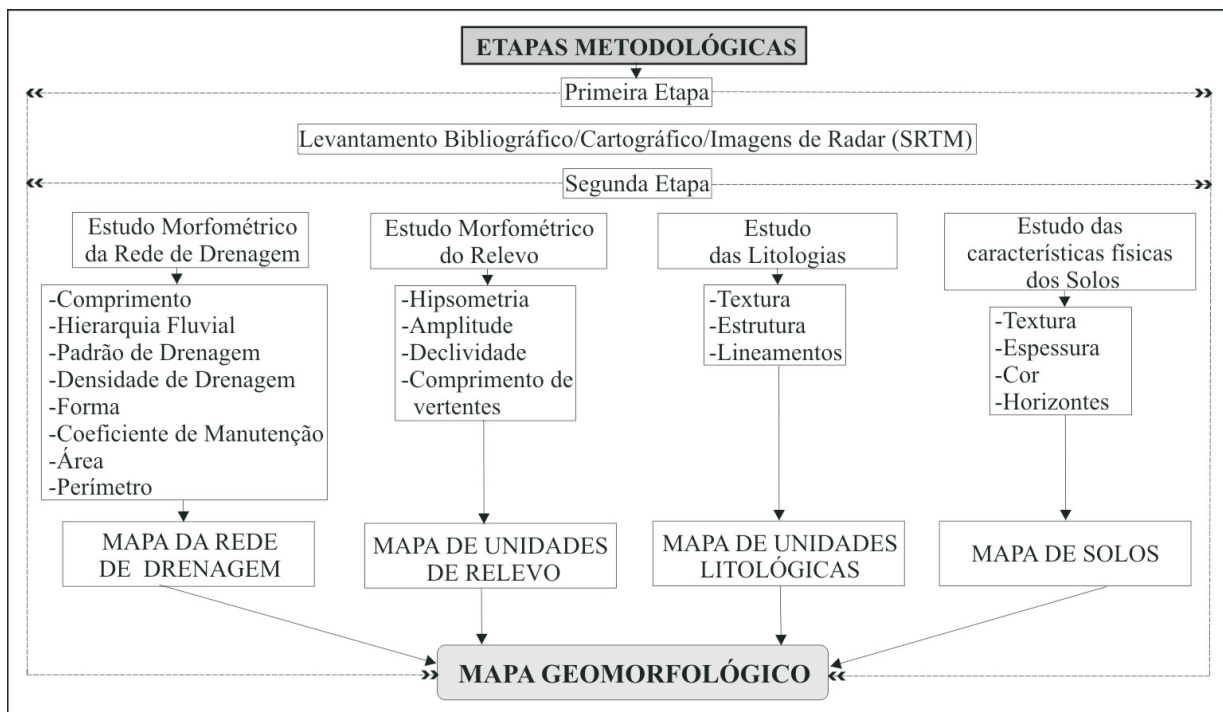 ETAPAS METODOLÓGICAS
Primeira Etapa
Levantamento Bibliográfico/Cartográfico/Imagens de Radar (SRTM)
Segunda Etapa
Estudo Morfométrico
da Rede de Drenagem
-Comprimento
-Hierarquia Fluvial
-Padrão de Drenagem
-Densidade de Drenagem
-Forma
-Coeficiente de Manutenção
-Área
-Perímetro
MAPA DA REDE
DE DRENAGEM
Estudo Morfométrico
do Relevo
-Hipsometria
-Amplitude
-Declividade
-Comprimento de
vertentes
MAPA DE UNIDADES
DE RELEVO
Estudo
das Litologias
-Textura
-Estrutura
-Lineamentos
MAPA DE UNIDADES
LITOLÓGICAS
Estudo das
característícas físicas
dos Solos
-Textura
-Espessura
-Cor
-Horizontes
MAPA DE SOLOS
MAPA GEOMORFOLÓGICO